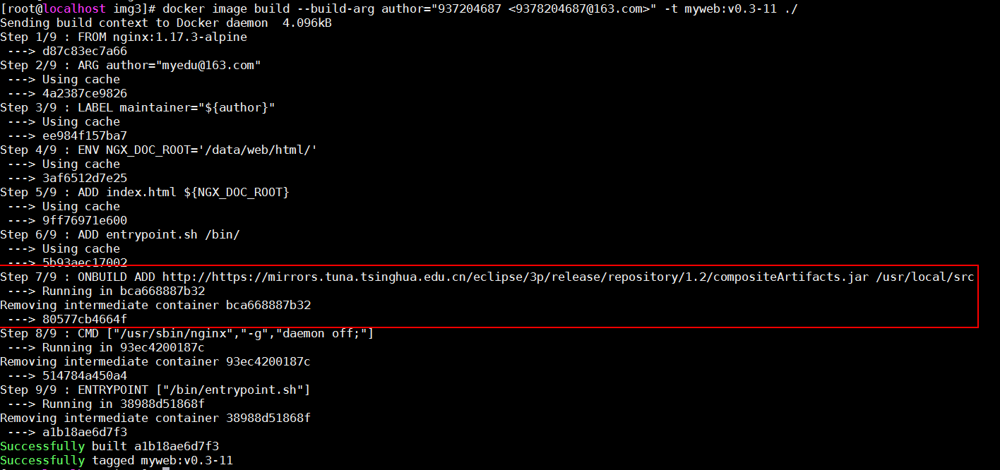 [root@localhost img3]# docker image build --build-arg author="937204687 <9378204687@163.com>" -t myweb:v0.3-11 ./
Sending build context to Docker daemon  4.096kB
Step 1/9 : FROM nginx:1.17.3-alpine
 ---> d87c83ec7a66
Step 2/9 : ARG author="myedu@163.com"
 ---> Using cache
 ---> 4a2387ce9826
Step 3/9 : LABEL maintainer="${author}"
 ---> Using cache
 ---> ee984f157ba7
Step 4/9 : ENV NGX_DOC_ROOT='/data/web/html/'
 ---> Using cache
 ---> 3af6512d7e25
Step 5/9 : ADD index.html ${NGX_DOC_ROOT}
 ---> Using cache
 ---> 9ff76971e600
Step 6/9 : ADD entrypoint.sh /bin/
 ---> Using cache
 ---> 5b93aec17002
Step 7/9 : ONBUILD ADD http://https://mirrors.tuna.tsinghua.edu.cn/eclipse/3p/release/repository/1.2/compositeArtifacts.jar /usr/local/src
 ---> Running in bca668887b32
Removing intermediate container bca668887b32
 ---> 80577cb4664f
Step 8/9 : CMD ["/usr/sbin/nginx","-g","daemon off;"]
 ---> Running in 93ec4200187c
Removing intermediate container 93ec4200187c
 ---> 514784a450a4
Step 9/9 : ENTRYPOINT ["/bin/entrypoint.sh"]
 ---> Running in 38988d51868f
Removing intermediate container 38988d51868f
 ---> a1b18ae6d7f3
Successfully built a1b18ae6d7f3
Successfully tagged myweb:v0.3-11